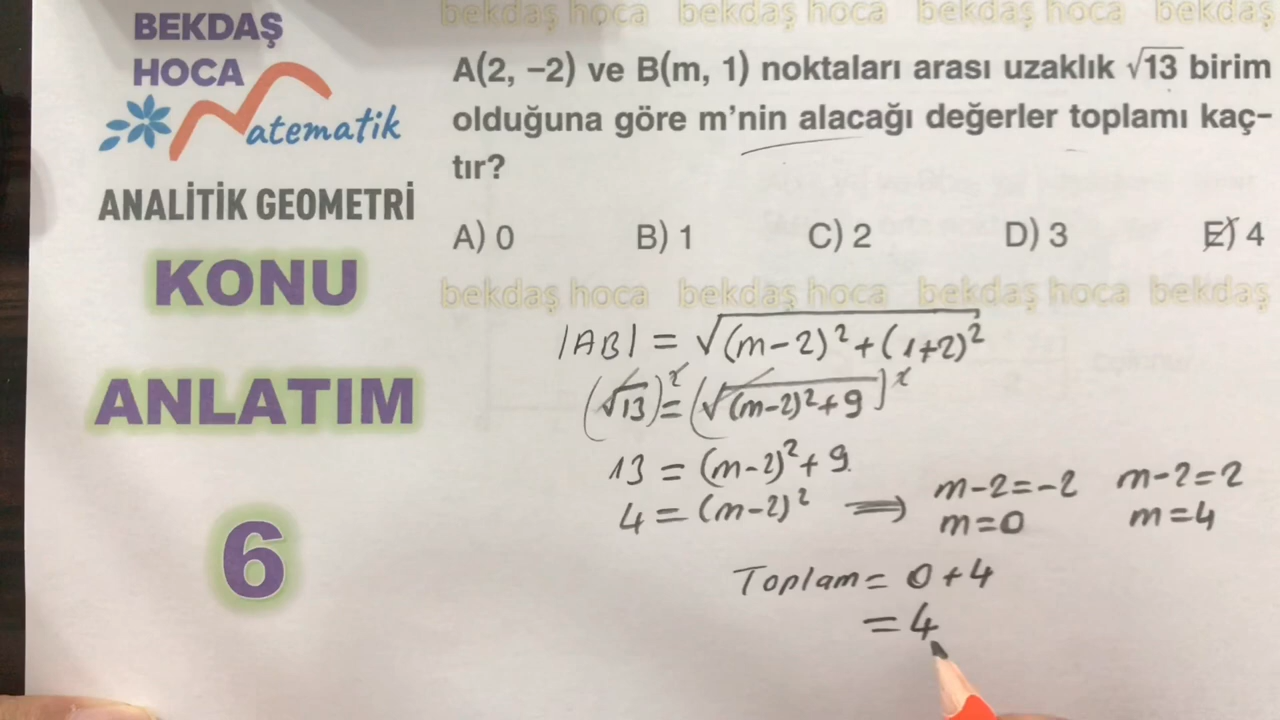 BEKDAŞ
HOCA
Matematik
ANALİTİK GEOMETRİ
KONU
ANLATIM
6
bekdaş hoca bekdaş hoca bekdaş hoca bekdaş
A(2, –2) ve B(m, 1) noktaları arası uzaklık √13 birim
olduğuna göre m’nin alacağı değerler toplamı kaç–
tır?
A) 0 B) 1 C) 2 D) 3 E) 4
bekdaş hoca bekdaş hoca bekdaş hoca bekdaş
|AB| = √(m-2)²+(1+2)²
(√13)²=(√(m-2)²+9)²
13 = (m-2)²+9
4 = (m-2)² ⇒ m-2=-2 m-2=2
m=0 m=4
Toplam = 0+4
= 4